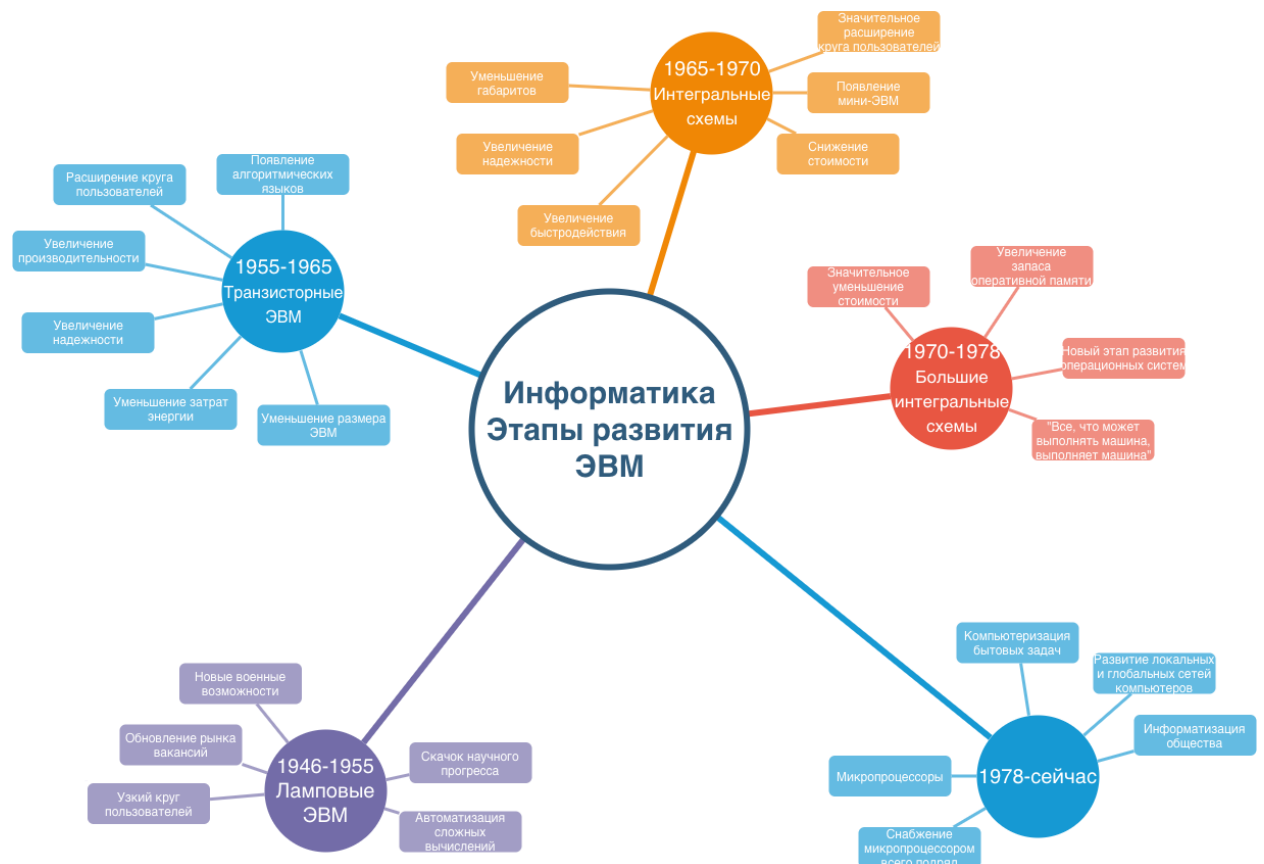 Значительное
расширение
круга пользователей
1965-1970
Интегральные
схемы
Уменьшение
габаритов
Появление
мини-ЭВМ
Увеличение
надежности
Снижение
стоимости
Увеличение
быстродействия
Появление
алгоритмических
языков
Расширение круга
пользователей
Увеличение
производительности
1955-1965
Транзисторные
ЭВМ
Увеличение
надежности
Уменьшение затрат
энергии
Уменьшение размера
ЭВМ
Значительное
уменьшение
стоимости
Увеличение
запаса
оперативной памяти
1970-1978
Большие
интегральные
схемы
Новый этап развития
операционных систем
"Все, что может
выполнять машина,
выполняет машина"
Информатика
Этапы развития
ЭВМ
Новые военные
возможности
Обновление рынка
вакансий
Узкий круг
пользователей
1946-1955
Ламповые
ЭВМ
Скачок научного
прогресса
Автоматизация
сложных
вычислений
Компьютеризация
бытовых задач
Развитие локальных
и глобальных сетей
компьютеров
Информатизация
общества
Микропроцессоры
1978-сейчас
Снабжение
микропроцессором
всего подряд